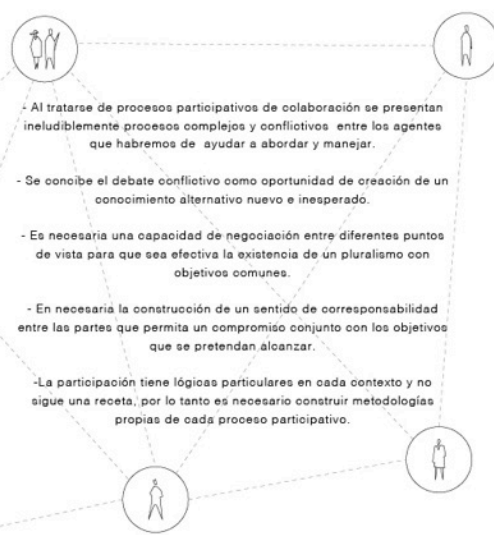 - Al tratarse de procesos participativos de colaboración se presentan
ineludiblemente procesos complejos y conflictivos entre los agentes
que habremos de ayudar a abordar y manejar.
- Se concibe el debate conflictivo como oportunidad de creación de un
conocimiento alternativo nuevo e inesperado.
- Es necesaria una capacidad de negociación entre diferentes puntos
de vista para que sea efectiva la existencia de un pluralismo con
objetivos comunes.
- En necesaria la construcción de un sentido de corresponsabilidad
entre las partes que permita un compromiso conjunto con los objetivos
que se pretendan alcanzar.
-La participación tiene lógicas particulares en cada contexto y no
sigue una receta, por lo tanto es necesario construir metodologías
propias de cada proceso participativo.